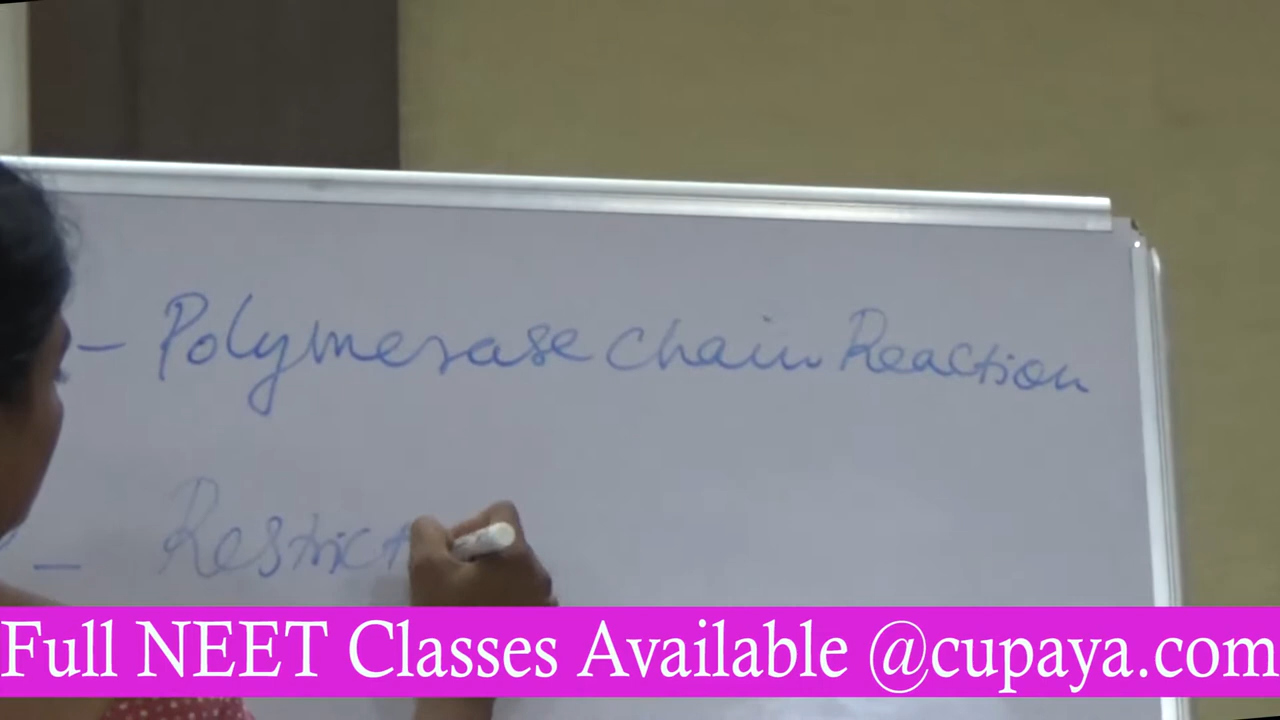 - Polymerase Chain Reaction
- Restrict
Full NEET Classes Available @cupaya.com